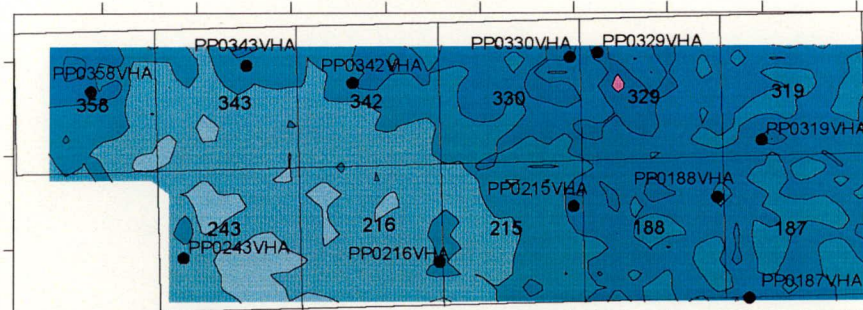 PP0343VHA
PP0330VHA
PP0329VHA
PP0358VHA
PP0342VHA
358
343
342
330
329
319
PP0319VHA
PP0215VHA
PP0188VHA
243
216
215
188
187
PP0243VHA
PP0216VHA
PP0187VHA